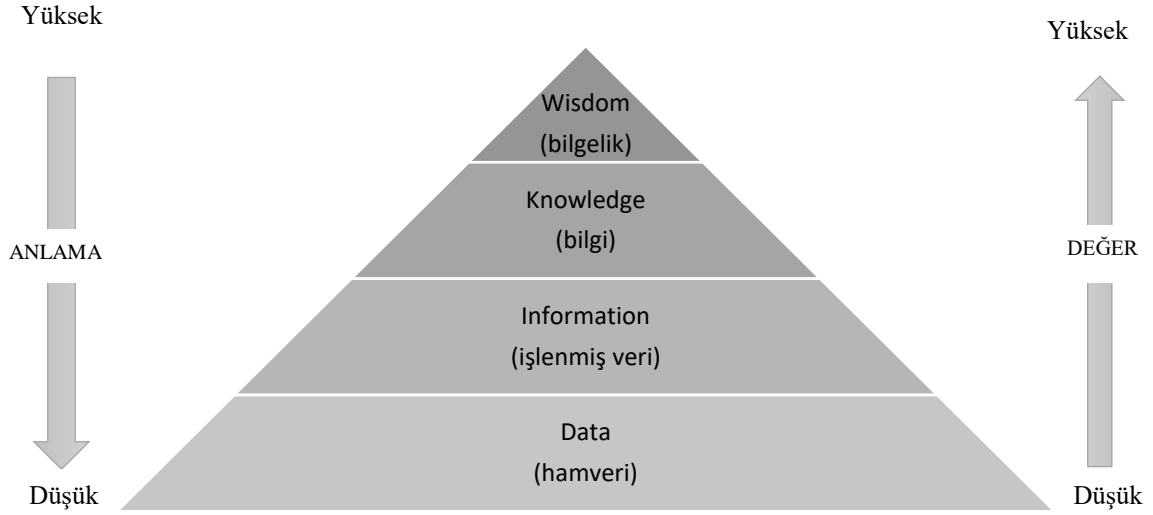 Yüksek
Yüksek
Wisdom
(bilgelik)
Knowledge
(bilgi)
ANLAMA
DEĞER
Information
(işlenmiş veri)
Data
(hamveri)
Düşük
Düşük